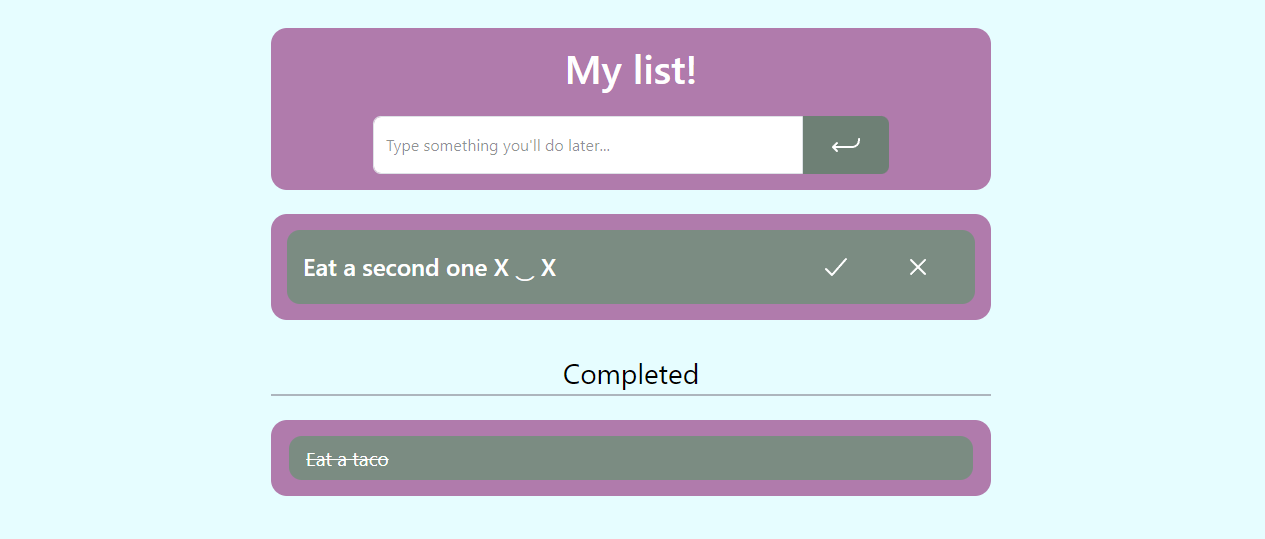 My list!
Type something you'll do later...
Eat a second one X ‿ X
Completed
Eat a taco